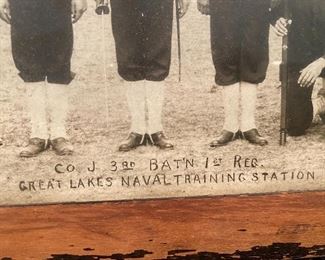 CO. J. 3RD BAT'N 1ST REG.
GREAT LAKES NAVAL TRAINING STATION